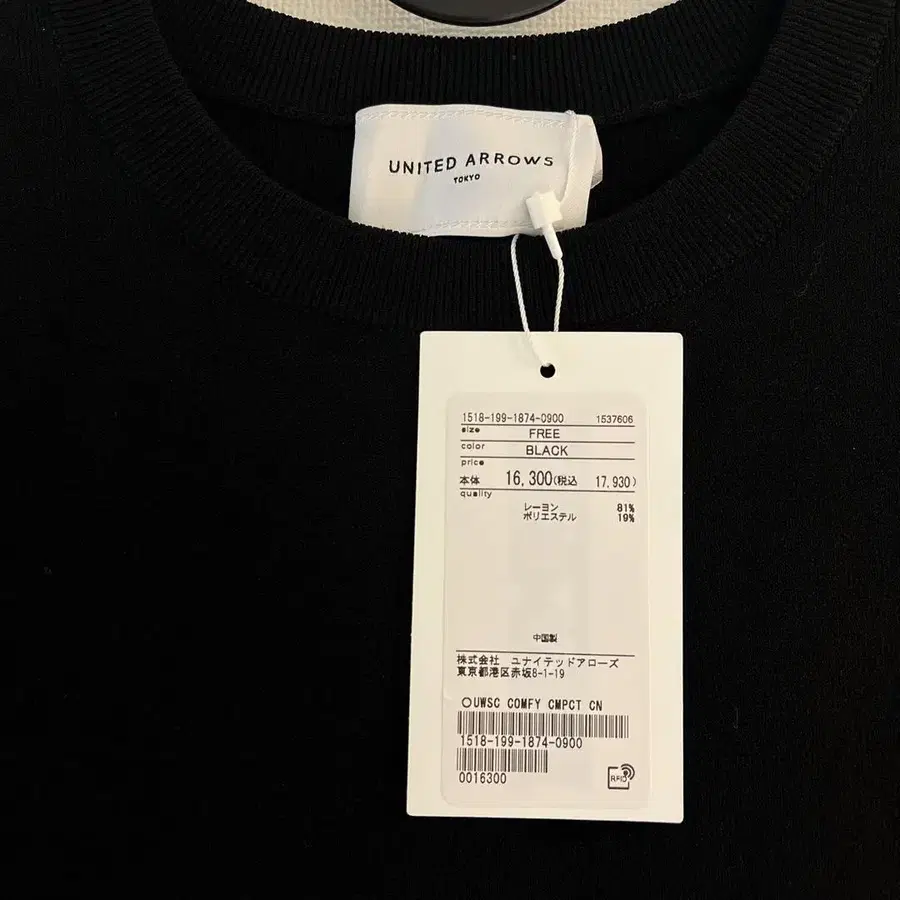 UNITED ARROWS
TOKYO
1518-199-1874-0900 1537606
size FREE
color BLACK
price
本体 16,300(税込 17,930)
quality
レーヨン 81%
ポリエステル 19%
中国製
株式会社 ユナイテッドアローズ
東京都港区赤坂8-1-19
○UWSC COMFY CMPCT CN
1518-199-1874-0900
0016300
RFID